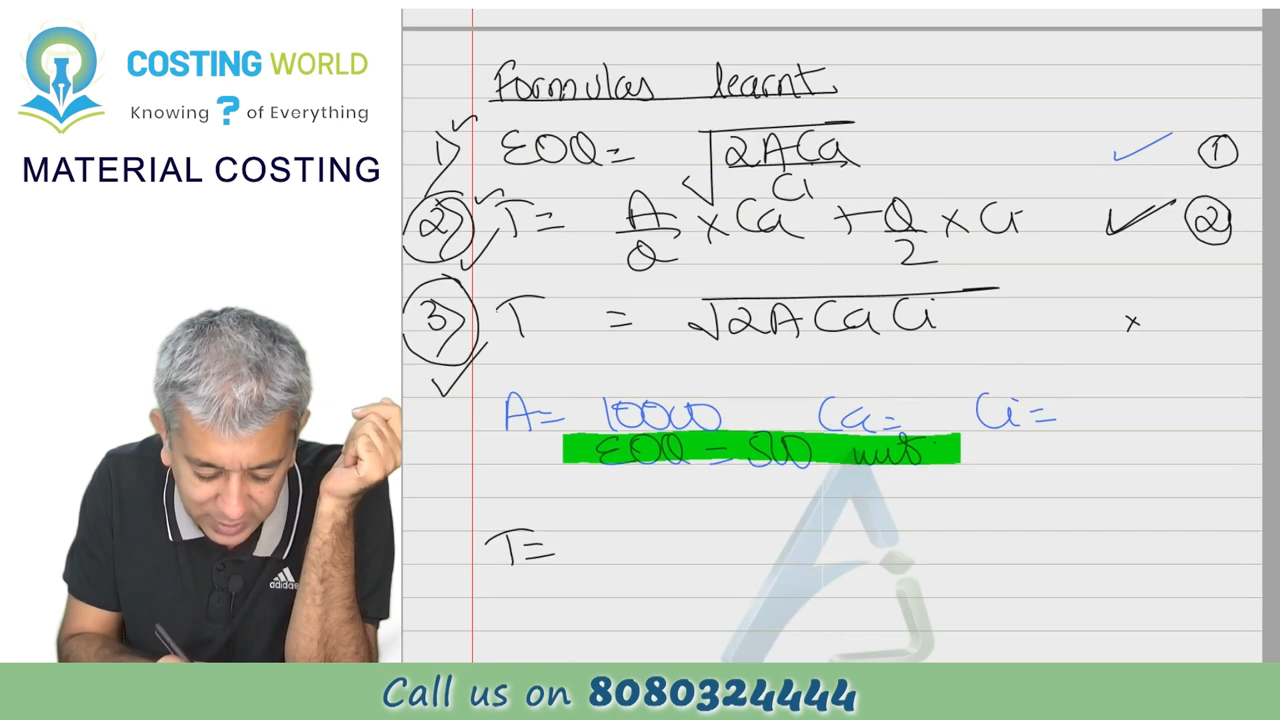 COSTING WORLD
Knowing ? of Everything
MATERIAL COSTING
Formulas learnt
1) EOQ = √2ACa/Ci ✓ ①
2) T = A/Q × Ca + Q/2 × Ci ✓ ②
3) T = √2ACaCi ×
A = 10000 Ca = Ci =
EOQ = 500 units
T =
adidas
Call us on 8080324444